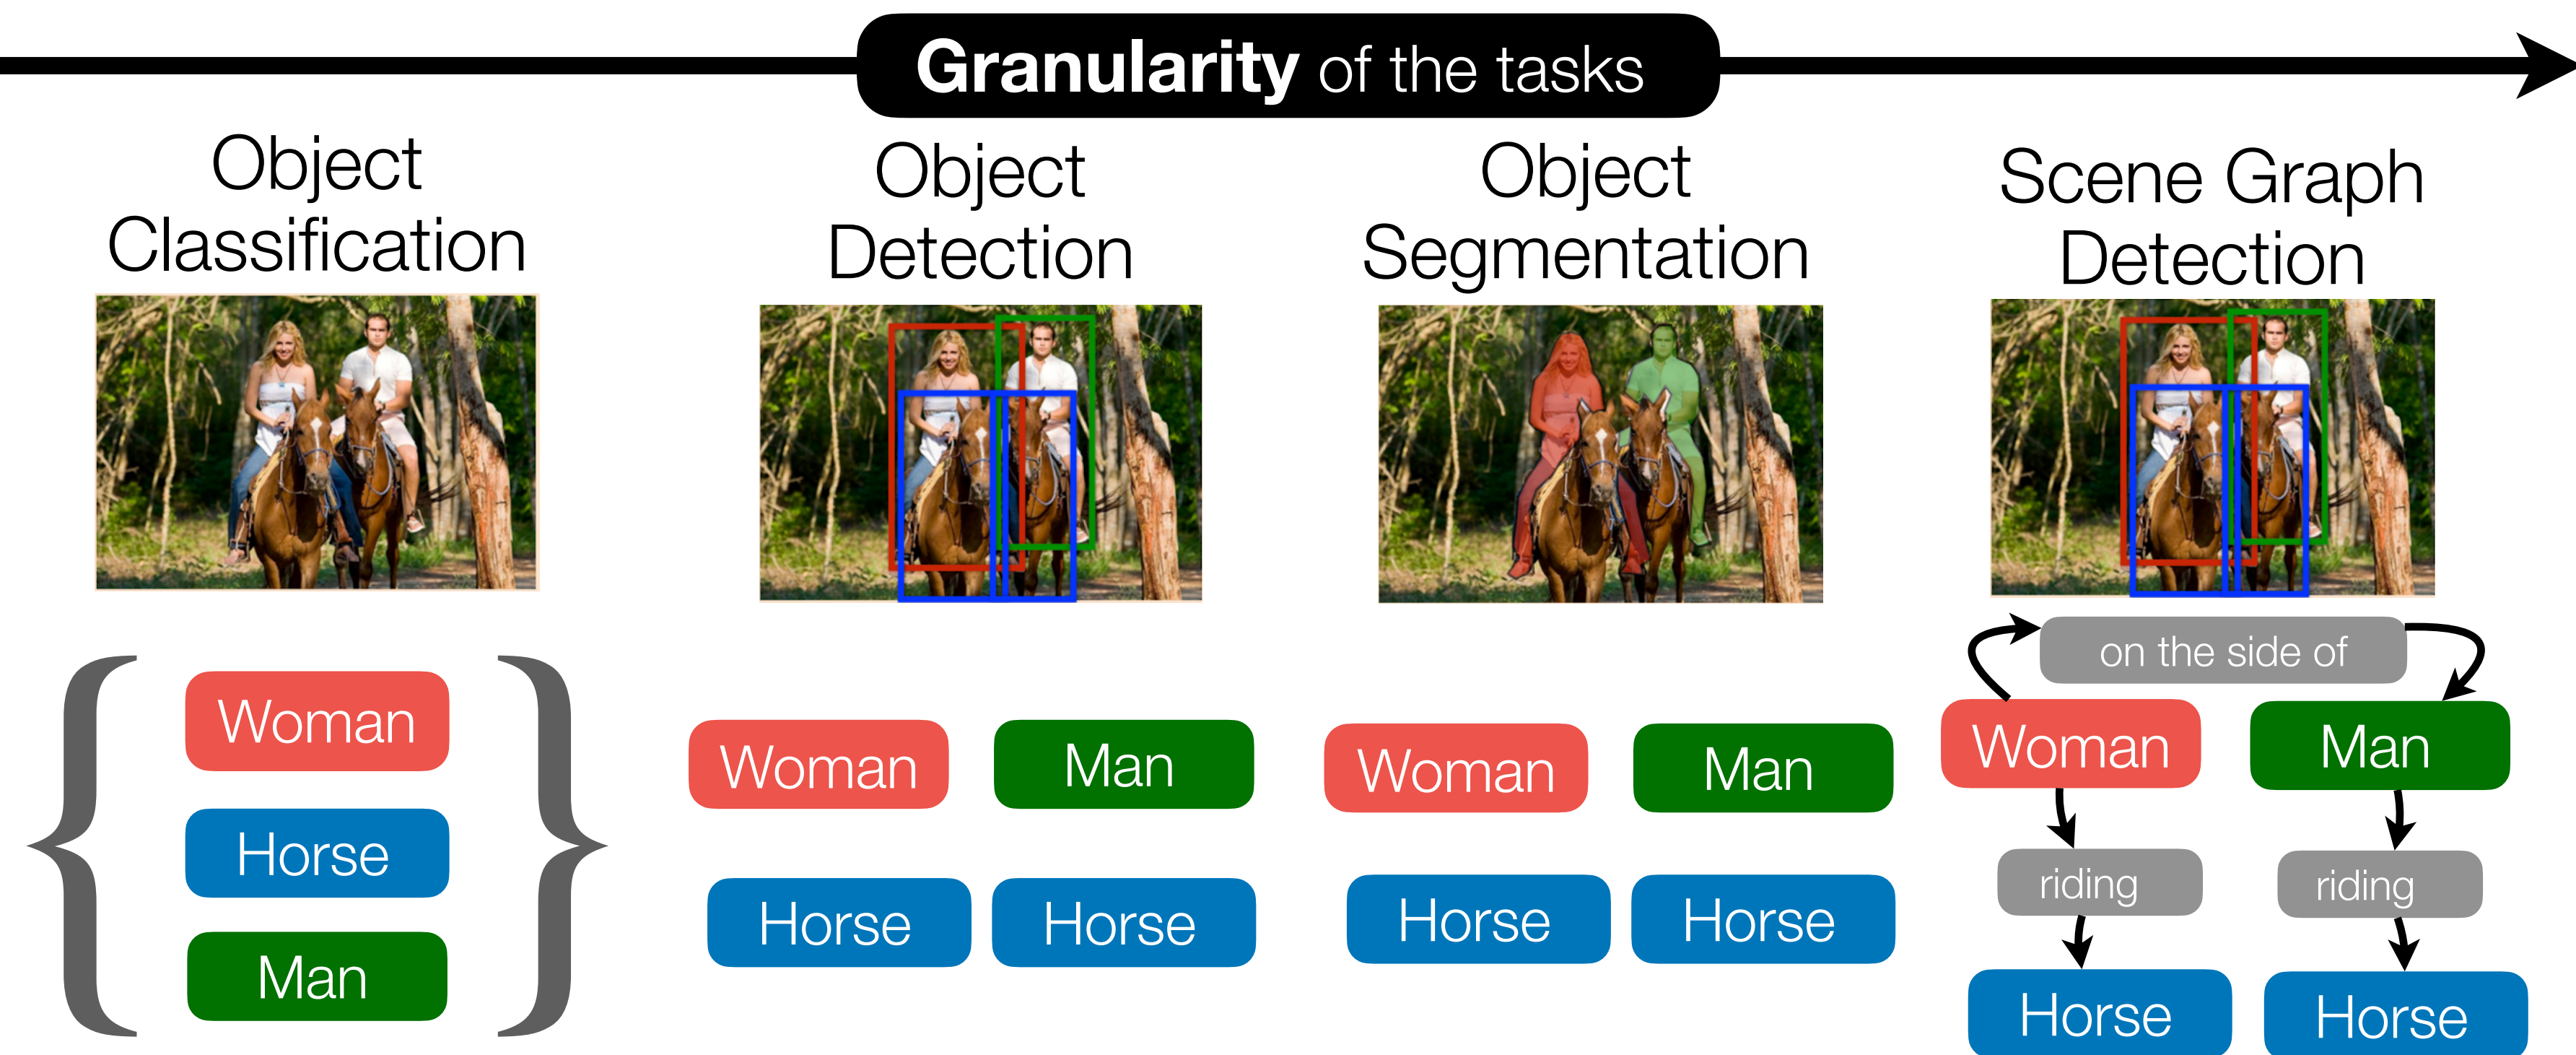 Granularity of the tasks
Object
Classification
Woman
Horse
Man
Object
Detection
Woman Man
Horse Horse
Object
Segmentation
Woman Man
Horse Horse
Scene Graph
Detection
on the side of
Woman Man
riding riding
Horse Horse